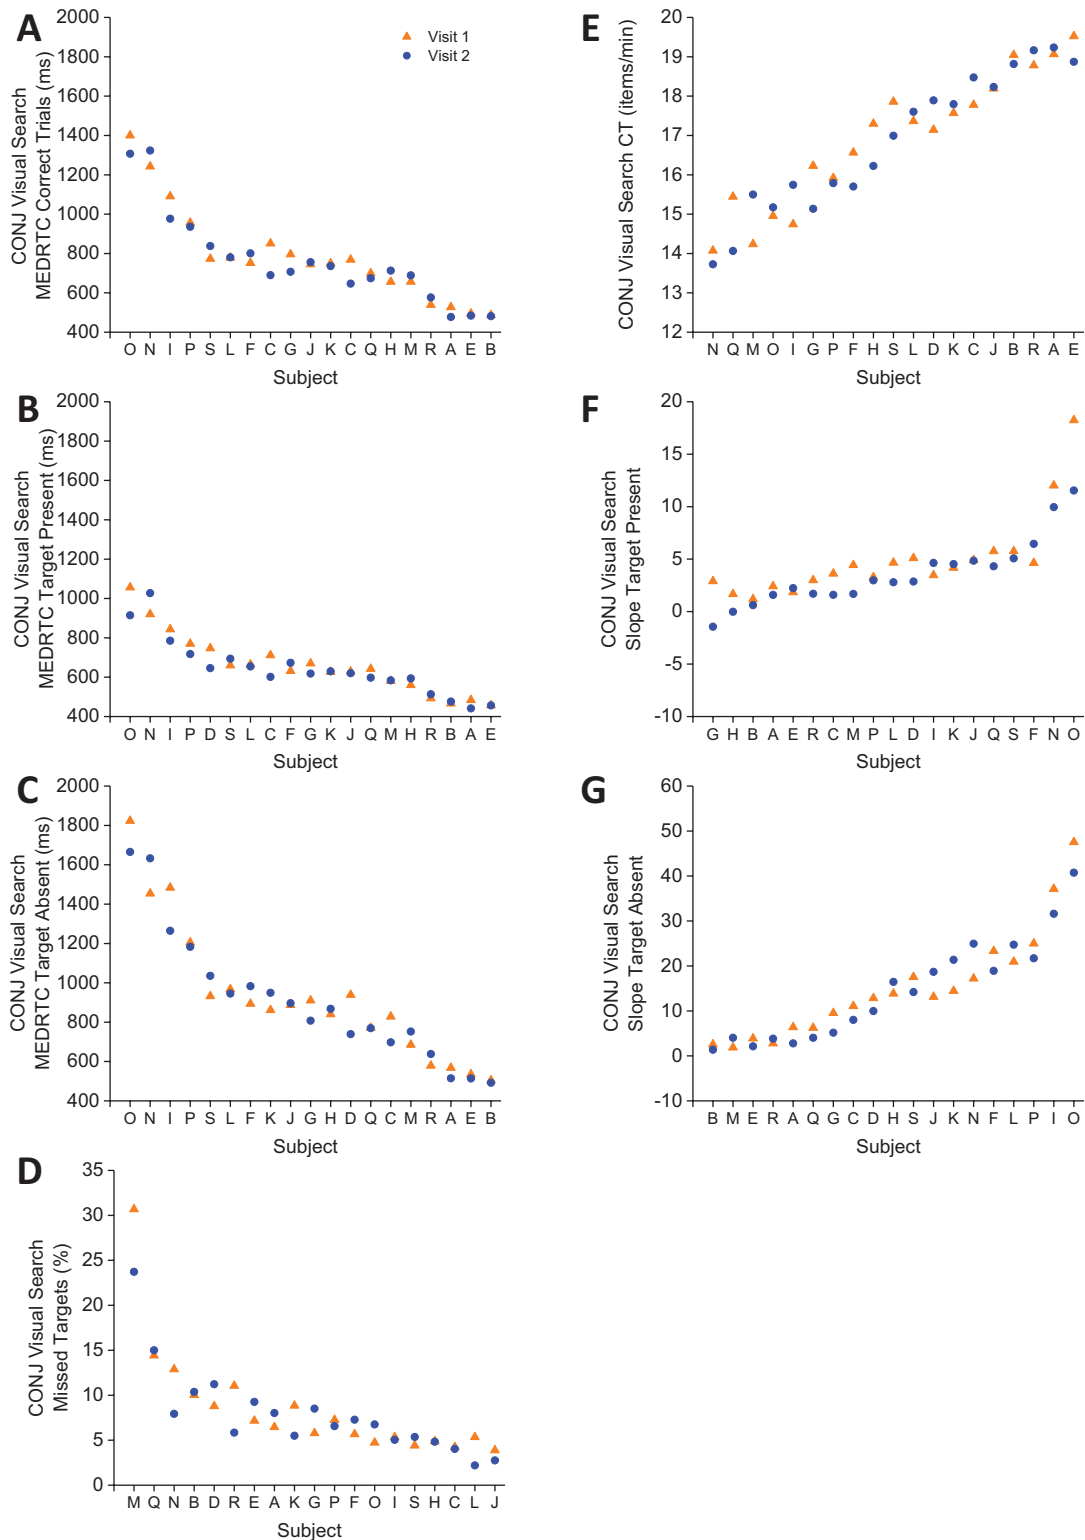 A
CONJ Visual Search
MEDRTC Correct Trials (ms)
2000
1800
1600
1400
1200
1000
800
600
400
Visit 1
Visit 2
O N I P S L F C G J K C Q H M R A E B
Subject
B
CONJ Visual Search
MEDRTC Target Present (ms)
2000
1800
1600
1400
1200
1000
800
600
400
O N I P D S L C F G K J Q M H R B A E
Subject
C
CONJ Visual Search
MEDRTC Target Absent (ms)
2000
1800
1600
1400
1200
1000
800
600
400
O N I P S L F K J G H D Q C M R A E B
Subject
D
CONJ Visual Search
Missed Targets (%)
35
30
25
20
15
10
5
0
M Q N B D R E A K G P F O I S H C L J
Subject
E
CONJ Visual Search CT (items/min)
20
19
18
17
16
15
14
13
12
N Q M O I G P F H S L D K C J B R A E
Subject
F
CONJ Visual Search
Slope Target Present
20
15
10
5
0
-5
-10
G H B A E R C M P L D I K J Q S F N O
Subject
G
CONJ Visual Search
Slope Target Absent
60
50
40
30
20
10
0
-10
B M E R A Q G C D H S J K N F L P I O
Subject